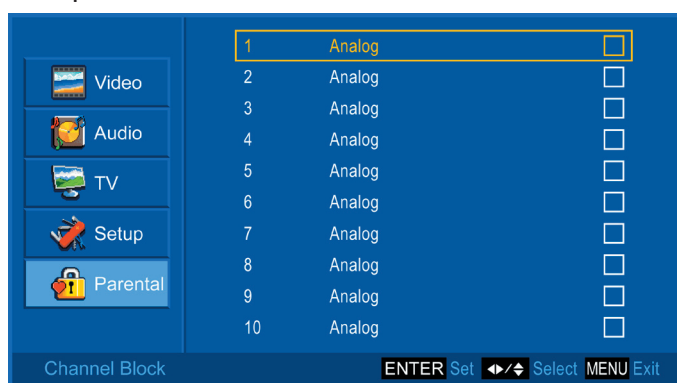 Video
Audio
TV
Setup
Parental
1 Analog
2 Analog
3 Analog
4 Analog
5 Analog
6 Analog
7 Analog
8 Analog
9 Analog
10 Analog
Channel Block
ENTER Set Select MENU Exit